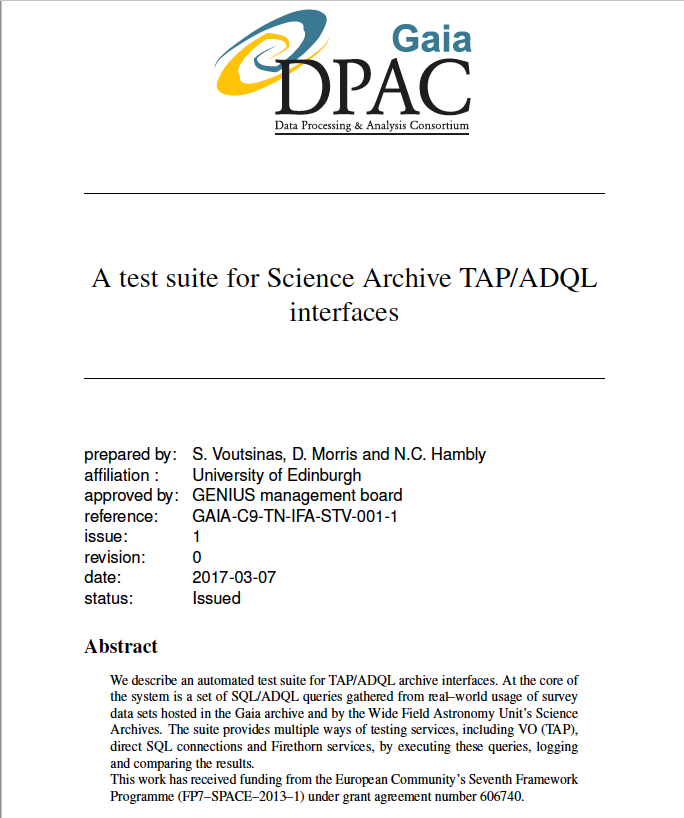 Gaia
DPAC
Data Processing & Analysis Consortium
A test suite for Science Archive TAP/ADQL
interfaces
prepared by: S. Voutsinas, D. Morris and N.C. Hambly
affiliation : University of Edinburgh
approved by: GENIUS management board
reference: GAIA-C9-TN-IFA-STV-001-1
issue: 1
revision: 0
date: 2017-03-07
status: Issued
Abstract
We describe an automated test suite for TAP/ADQL archive interfaces. At the core of
the system is a set of SQL/ADQL queries gathered from real–world usage of survey
data sets hosted in the Gaia archive and by the Wide Field Astronomy Unit's Science
Archives. The suite provides multiple ways of testing services, including VO (TAP),
direct SQL connections and Firethorn services, by executing these queries, logging
and comparing the results.
This work has received funding from the European Community's Seventh Framework
Programme (FP7–SPACE–2013–1) under grant agreement number 606740.